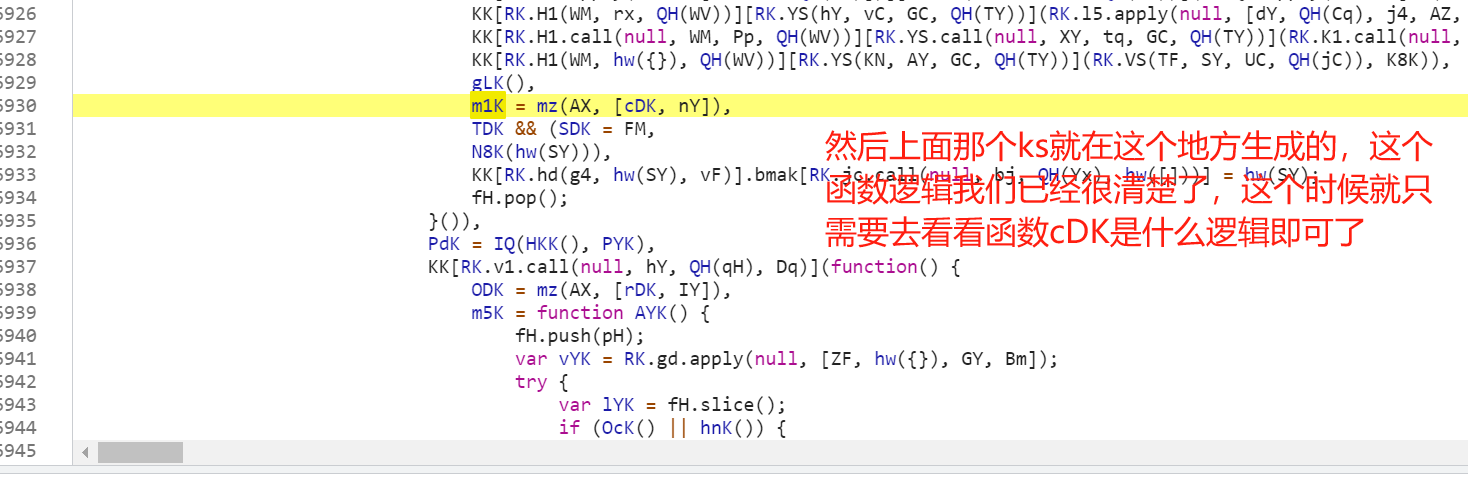 5926 KK[RK.H1(WM, rx, QH(WV))][RK.YS(hY, vC, GC, QH(TY))](RK.l5.apply(null, [dY, QH(Cq), j4, AZ,
5927 KK[RK.H1.call(null, WM, Pp, QH(WV))][RK.YS.call(null, XY, tq, GC, QH(TY))](RK.K1.call(null,
5928 KK[RK.H1(WM, hw({}), QH(WV))][RK.YS(KN, AY, GC, QH(TY))](RK.VS(TF, SY, UC, QH(jC)), K8K)),
5929 gLK(),
5930 m1K = mz(AX, [cDK, nY]),
5931 TDK && (SDK = FM,
5932 N8K(hw(SY))),
5933 KK[RK.hd(g4, hw(SY), vF)].bmak[RK.jc.call(null, bj, QH(Yx), hw([]))] = hw(SY);
5934 fH.pop();
5935 }()),
5936 PdK = IQ(HKK(), PYK),
5937 KK[RK.v1.call(null, hY, QH(qH), Dq)](function() {
5938 ODK = mz(AX, [rDK, IY]),
5939 m5K = function AYK() {
5940 fH.push(pH);
5941 var vYK = RK.gd.apply(null, [ZF, hw({}), GY, Bm]);
5942 try {
5943 var lYK = fH.slice();
5944 if (OcK() || hnK()) {
5945
然后上面那个ks就在这个地方生成的，这个
函数逻辑我们已经很清楚了，这个时候就只
需要去看看函数cDK是什么逻辑即可了